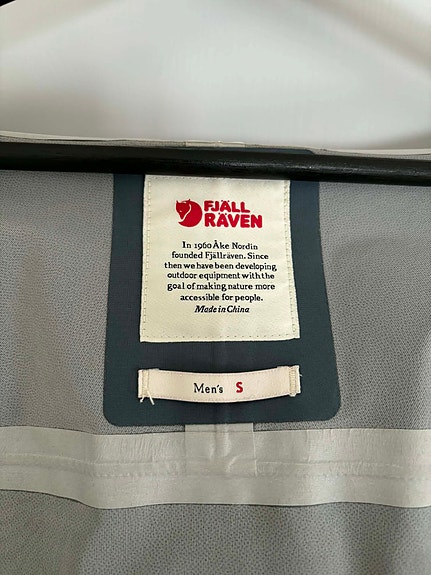 FJÄLL
RÄVEN
In 1960 Åke Nordin
founded Fjällräven. Since
then we have been developing
outdoor equipment with the
goal of making nature more
accessible for people.
Made in China
Men's S